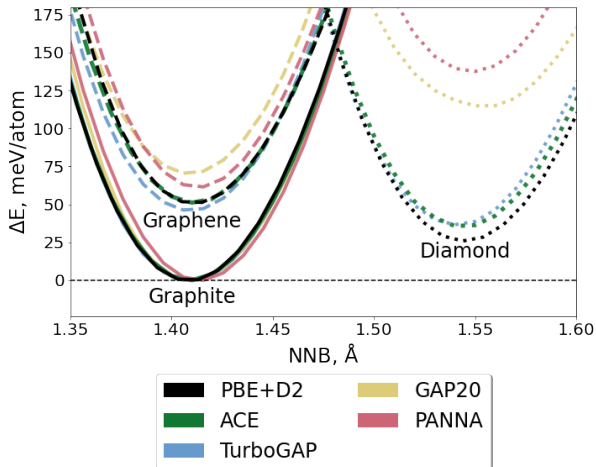 175
150
125
100
75
50
25
0
ΔE, meV/atom
Graphene
Graphite
Diamond
1.35 1.40 1.45 1.50 1.55 1.60
NNB, Å
PBE+D2 GAP20
ACE PANNA
TurboGAP